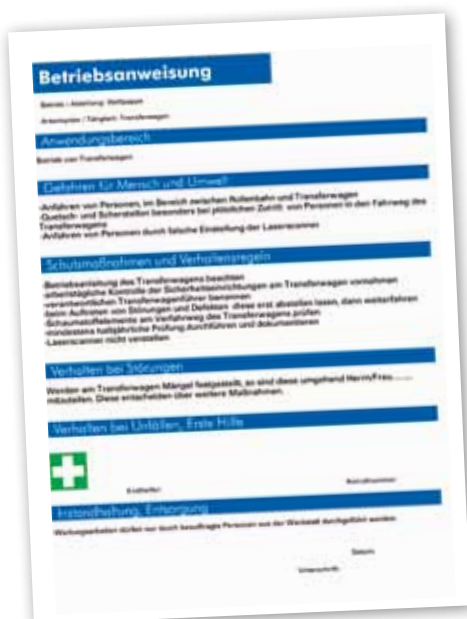 Betriebsanweisung
Betrieb / Abteilung: Wellpappe
Arbeitsplatz / Tätigkeit: Transferwagen
Anwendungsbereich
Betrieb von Transferwagen
Gefahren für Mensch und Umwelt
-Anfahren von Personen, im Bereich zwischen Rollenbahn und Transferwagen
-Quetsch- und Scherstellen besonders bei plötzlichen Zutritt von Personen in den Fahrweg des
Transferwagens
-Anfahren von Personen durch falsche Einstellung der Laserscanner
Schutzmaßnahmen und Verhaltensregeln
-Betriebsanleitung des Transferwagens beachten
-arbeitstägliche Kontrolle der Sicherheitseinrichtungen am Transferwagen vornehmen
-verantwortlichen Transferwagenführer benennen
-beim Auftreten von Störungen und Defekten diese erst abstellen lassen, dann weiterfahren
-Schaumstoffelemente am Verfahrweg des Transferwagens prüfen
-mindestens halbjährliche Prüfung durchführen und dokumentieren
-Laserscanner nicht verstellen
Verhalten bei Störungen
Werden am Transferwagen Mängel festgestellt, so sind diese umgehend Herrn/Frau.......
mitzuteilen. Diese entscheiden über weitere Maßnahmen.
Verhalten bei Unfällen, Erste Hilfe
Ersthelfer: Notrufnummer:
Instandhaltung, Entsorgung
Wartungsarbeiten dürfen nur durch beauftragte Personen aus der Werkstatt durchgeführt werden.
Datum:
Unterschrift: